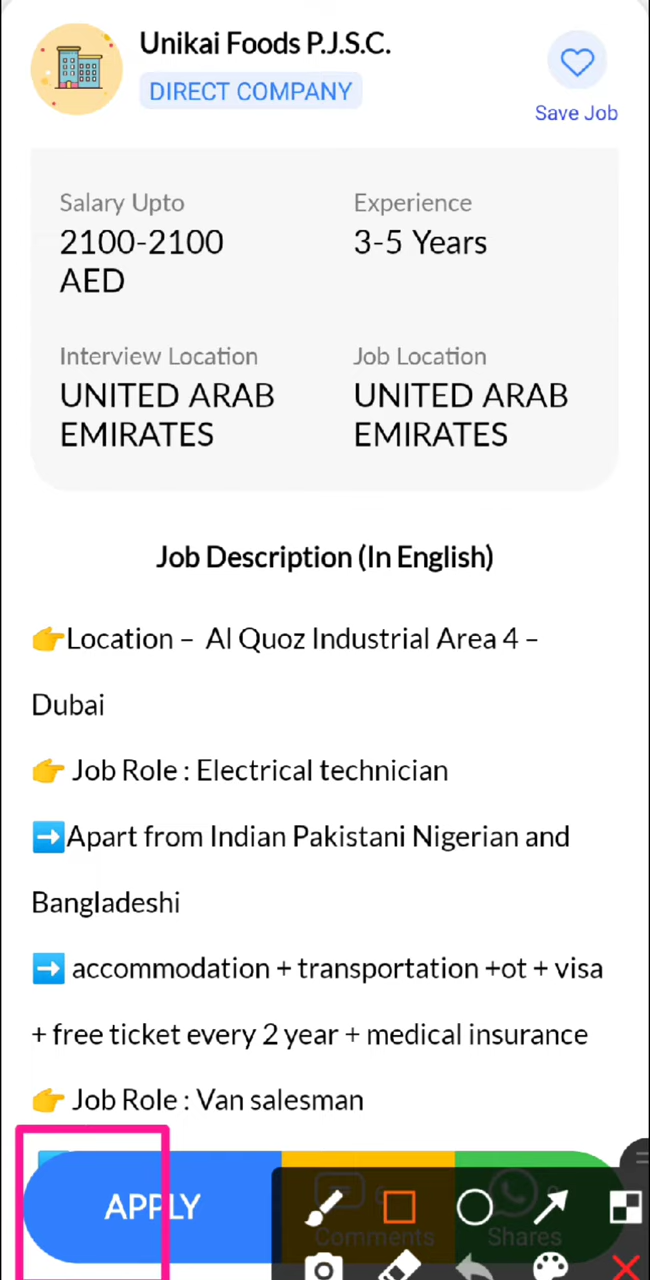 Unikai Foods P.J.S.C.
DIRECT COMPANY
Save Job
Salary Upto
2100-2100
AED
Experience
3-5 Years
Interview Location
UNITED ARAB
EMIRATES
Job Location
UNITED ARAB
EMIRATES
Job Description (In English)
👉Location – Al Quoz Industrial Area 4 –
Dubai
👉 Job Role : Electrical technician
➡️Apart from Indian Pakistani Nigerian and
Bangladeshi
➡️ accommodation + transportation +ot + visa
+ free ticket every 2 year + medical insurance
👉 Job Role : Van salesman
APPLY
Comments
Shares